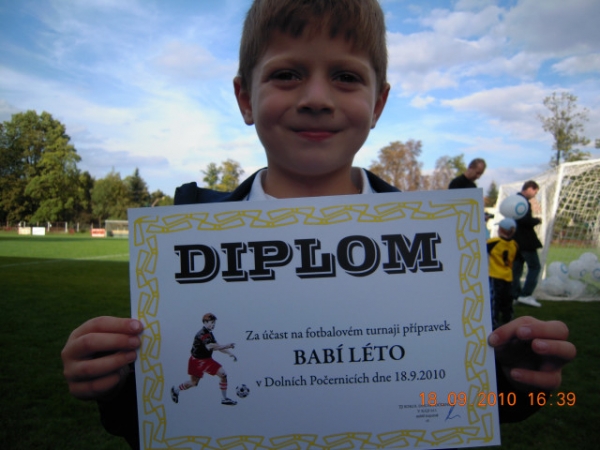 DIPLOM
Za účast na fotbalovém turnaji přípravek
BABÍ LÉTO
v Dolních Počernicích dne 18.9.2010
18.09.2010 16:39